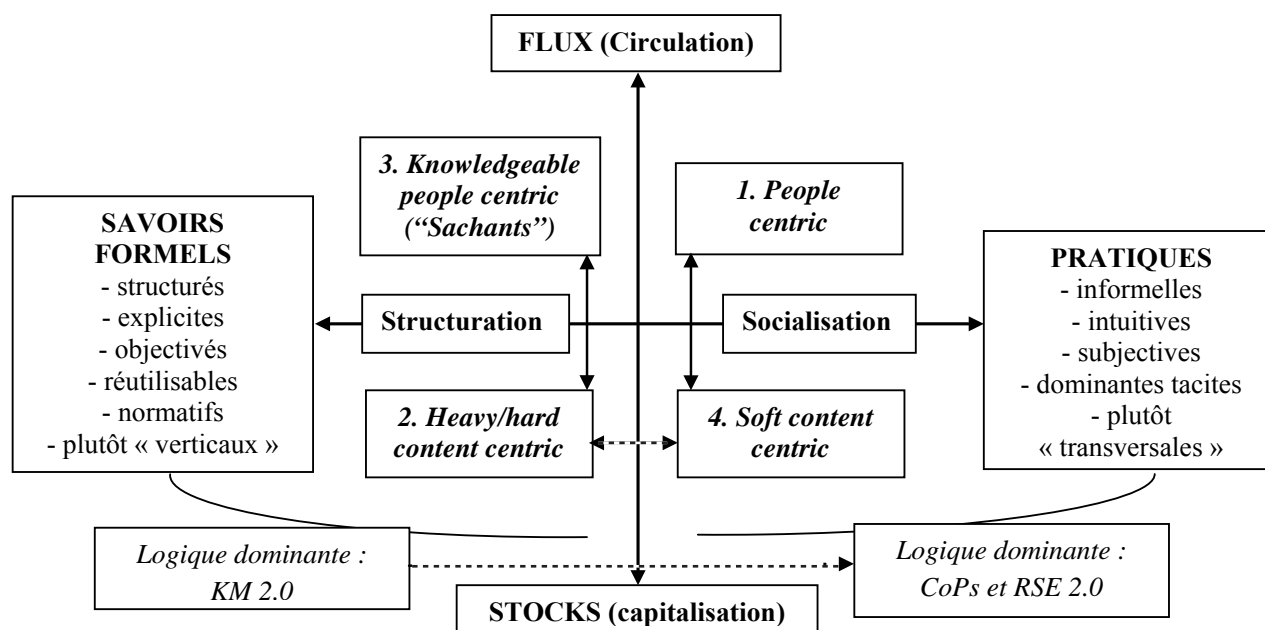 FLUX (Circulation)
3. Knowledgeable
people centric
(“Sachants”)
1. People
centric
SAVOIRS
FORMELS
- structurés
- explicites
- objectivés
- réutilisables
- normatifs
- plutôt « verticaux »
Structuration
Socialisation
PRATIQUES
- informelles
- intuitives
- subjectives
- dominantes tacites
- plutôt
« transversales »
2. Heavy/hard
content centric
4. Soft content
centric
Logique dominante :
KM 2.0
Logique dominante :
CoPs et RSE 2.0
STOCKS (capitalisation)